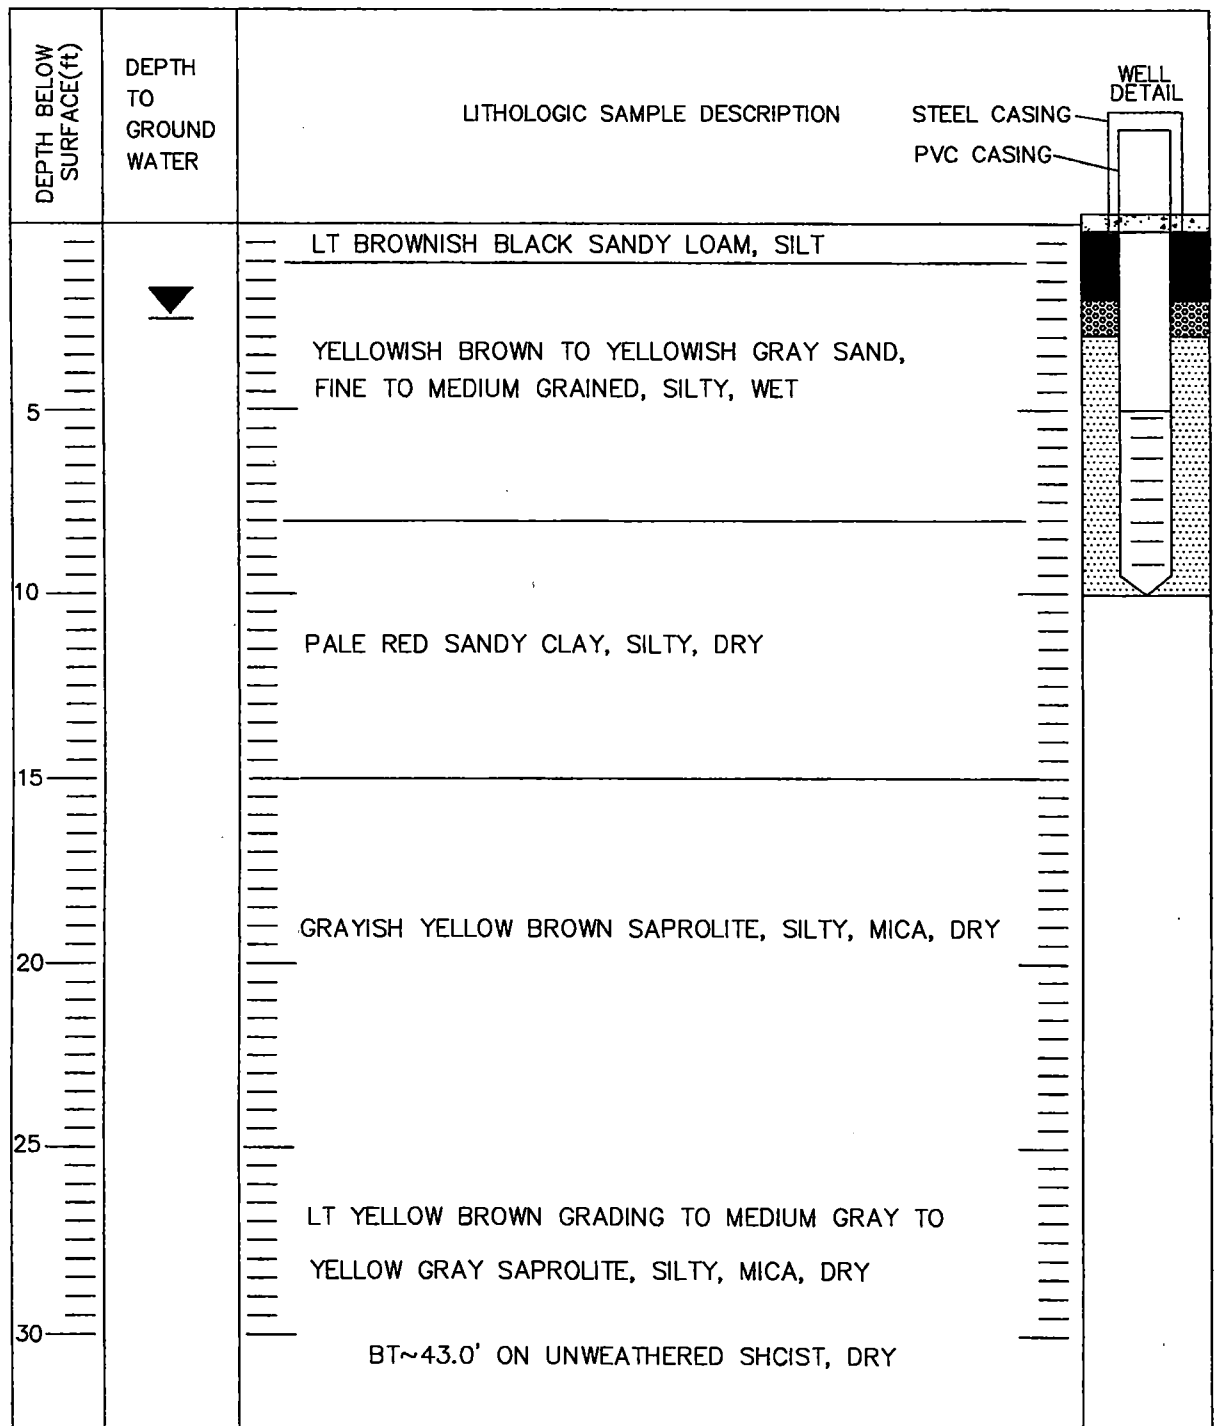 DEPTH BELOW
SURFACE(ft)
DEPTH
TO
GROUND
WATER
LITHOLOGIC SAMPLE DESCRIPTION
WELL
DETAIL
STEEL CASING
PVC CASING
LT BROWNISH BLACK SANDY LOAM, SILT
YELLOWISH BROWN TO YELLOWISH GRAY SAND,
FINE TO MEDIUM GRAINED, SILTY, WET
5
10
PALE RED SANDY CLAY, SILTY, DRY
15
GRAYISH YELLOW BROWN SAPROLITE, SILTY, MICA, DRY
20
25
LT YELLOW BROWN GRADING TO MEDIUM GRAY TO
YELLOW GRAY SAPROLITE, SILTY, MICA, DRY
30
BT~43.0' ON UNWEATHERED SHCIST, DRY